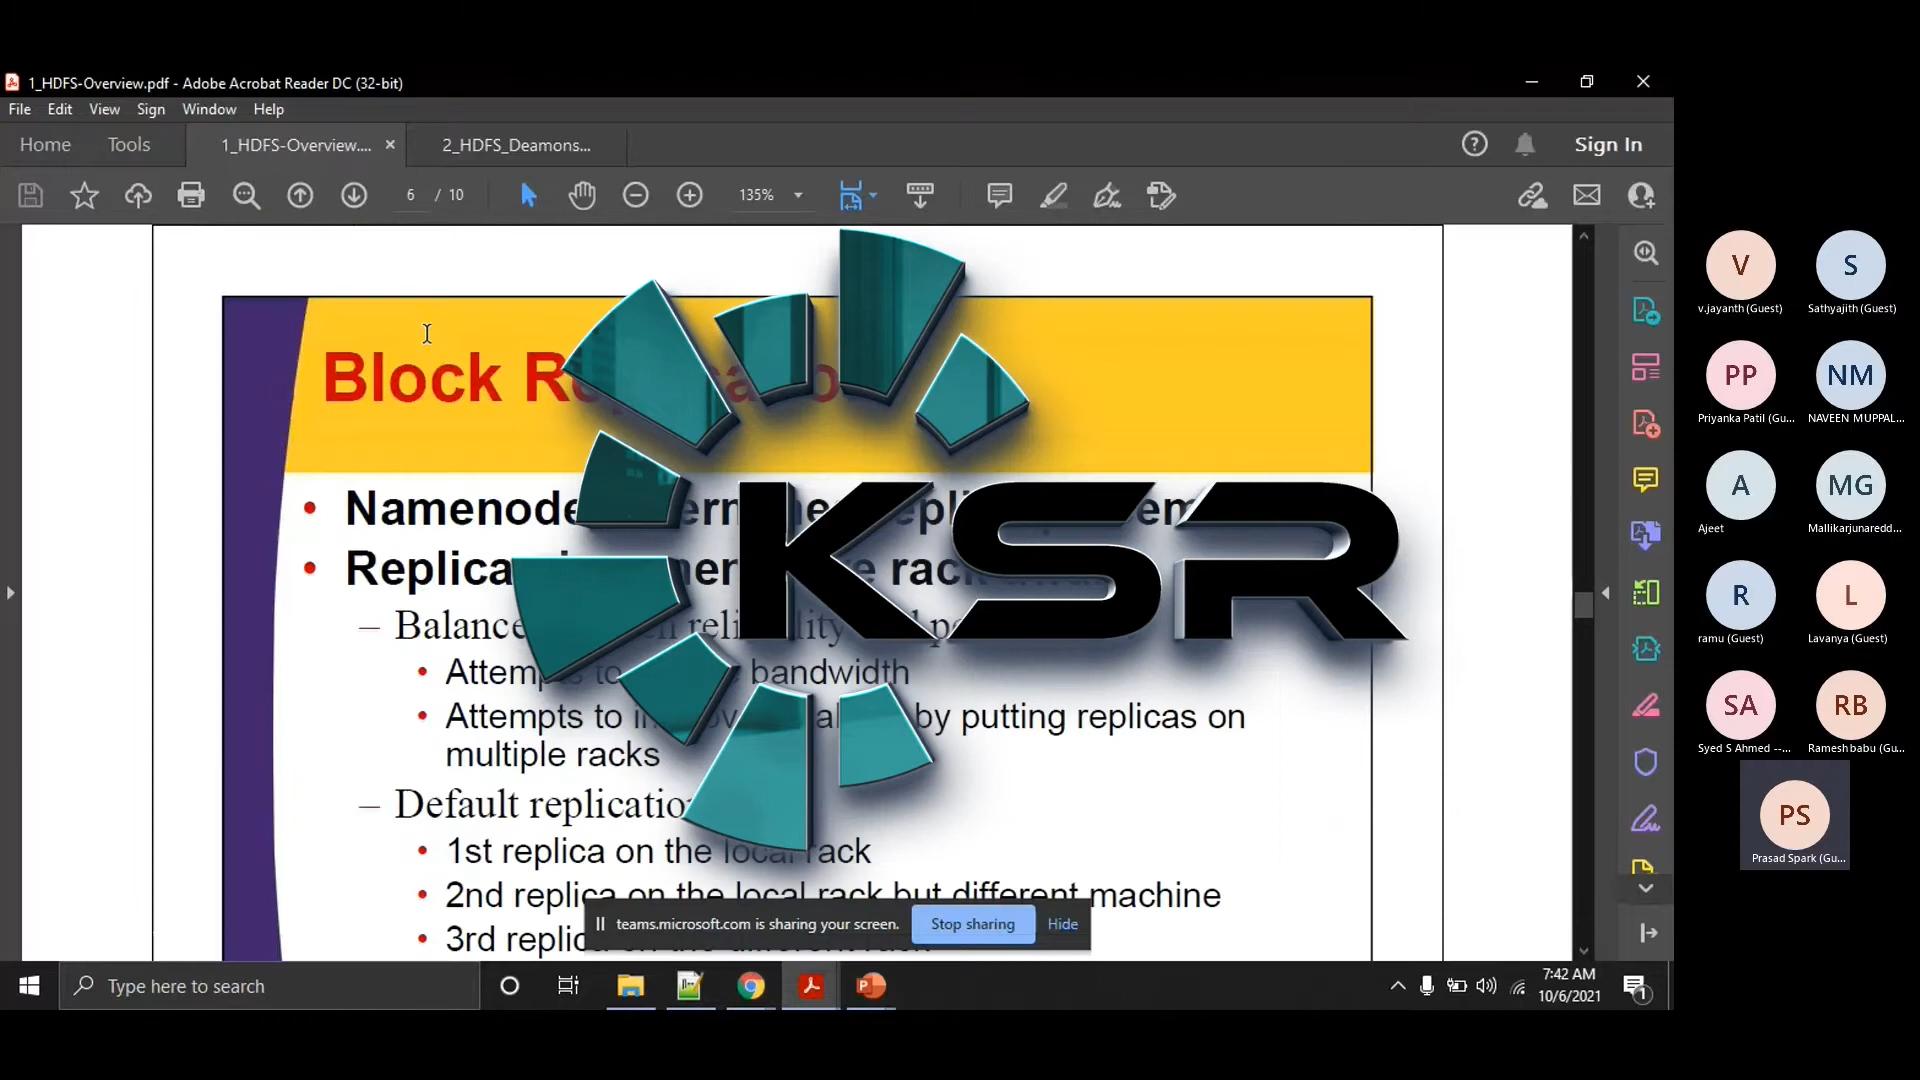 1_HDFS-Overview.pdf - Adobe Acrobat Reader DC (32-bit)
File Edit View Sign Window Help
Home Tools 1_HDFS-Overview.... × 2_HDFS_Deamons... Sign In
6 / 10 135%
Block
KSR
Namenode
multiple racks
bandwidth
Attempts to by putting replicas on
Default
1st replica on the local rack
2nd replica on the local rack but different machine
3rd
teams.microsoft.com is sharing your screen. Stop sharing Hide
Type here to search
7:42 AM
10/6/2021
1
V
v.jayanth (Guest)
S
Sathyajith (Guest)
PP
Priyanka Patil (Gu...
NM
NAVEEN MUPPAL...
A
Ajeet
MG
Mallikarjunaredd...
R
ramu (Guest)
L
Lavanya (Guest)
SA
Syed S Ahmed --...
RB
Rameshbabu (Gu...
PS
Prasad Spark (Gu...